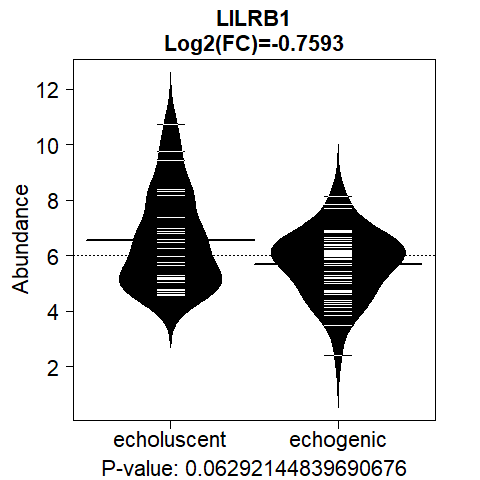 LILRB1
Log2(FC)=-0.7593
Abundance
12
10
8
6
4
2
echoluscent echogenic
P-value: 0.06292144839690676